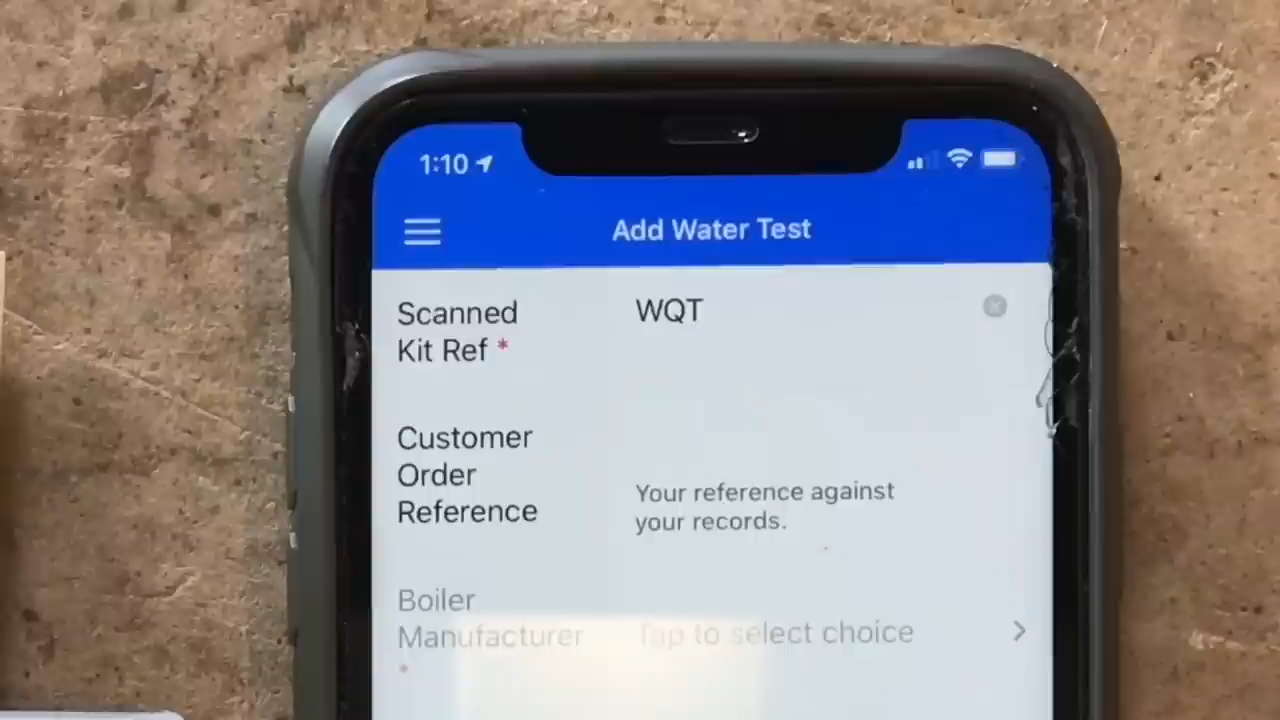 1:10
Add Water Test
Scanned
Kit Ref *
WQT
Customer
Order
Reference
Your reference against
your records.
Boiler
Manufacturer
*
Tap to select choice